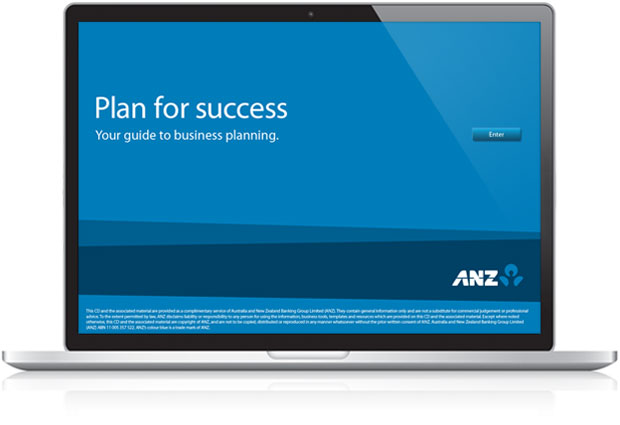 Plan for success
Your guide to business planning.
Enter
ANZ
This CD and the associated material are provided as a complimentary service of Australia and New Zealand Banking Group Limited (ANZ). They contain general information only and are not a substitute for commercial judgement or professional
advice. To the extent permitted by law, ANZ disclaims liability or responsibility to any person for using the information, business tools, templates and resources which are provided on this CD and the associated material. Except where noted
otherwise, this CD and the associated material are copyright of ANZ, and are not to be copied, distributed or reproduced in any manner whatsoever without the prior written consent of ANZ. Australia and New Zealand Banking Group Limited
(ANZ) ABN 11 005 357 522. ANZ's colour blue is a trade mark of ANZ.